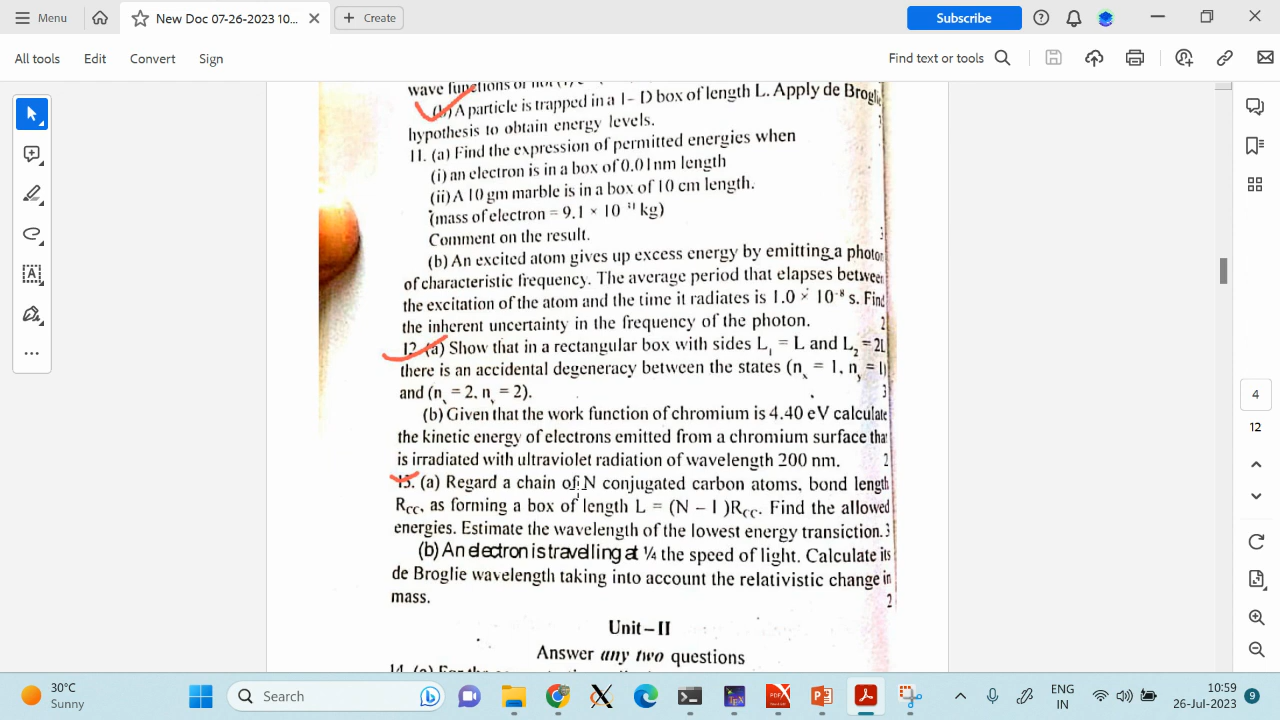 Menu
New Doc 07-26-2023 10...
Create
Subscribe
All tools
Edit
Convert
Sign
Find text or tools
wave functions or not
(b) A particle is trapped in a 1- D box of length L. Apply de Broglie
hypothesis to obtain energy levels.
3
11. (a) Find the expression of permitted energies when
(i) an electron is in a box of 0.01nm length
(ii) A 10 gm marble is in a box of 10 cm length.
(mass of electron = 9.1 × 10⁻³¹ kg)
Comment on the result.
3
(b) An excited atom gives up excess energy by emitting a photon
of characteristic frequency. The average period that elapses between
the excitation of the atom and the time it radiates is 1.0 × 10⁻⁸ s. Find
the inherent uncertainty in the frequency of the photon.
2
12. (a) Show that in a rectangular box with sides L₁ = L and L₂ = 2L
there is an accidental degeneracy between the states (nₓ = 1, nᵧ = 1)
and (nₓ = 2, nᵧ = 2).
3
(b) Given that the work function of chromium is 4.40 eV calculate
the kinetic energy of electrons emitted from a chromium surface that
is irradiated with ultraviolet radiation of wavelength 200 nm.
2
13. (a) Regard a chain of N conjugated carbon atoms, bond length
R_CC, as forming a box of length L = (N – 1 )R_CC. Find the allowed
energies. Estimate the wavelength of the lowest energy transiction. 3
(b) An electron is travelling at ¼ the speed of light. Calculate its
de Broglie wavelength taking into account the relativistic change in
mass.
2
Unit–II
Answer any two questions
14. (a) For the
4
12
30°C
Sunny
Search
ENG
IN
10:59
26-Jul-2023
9